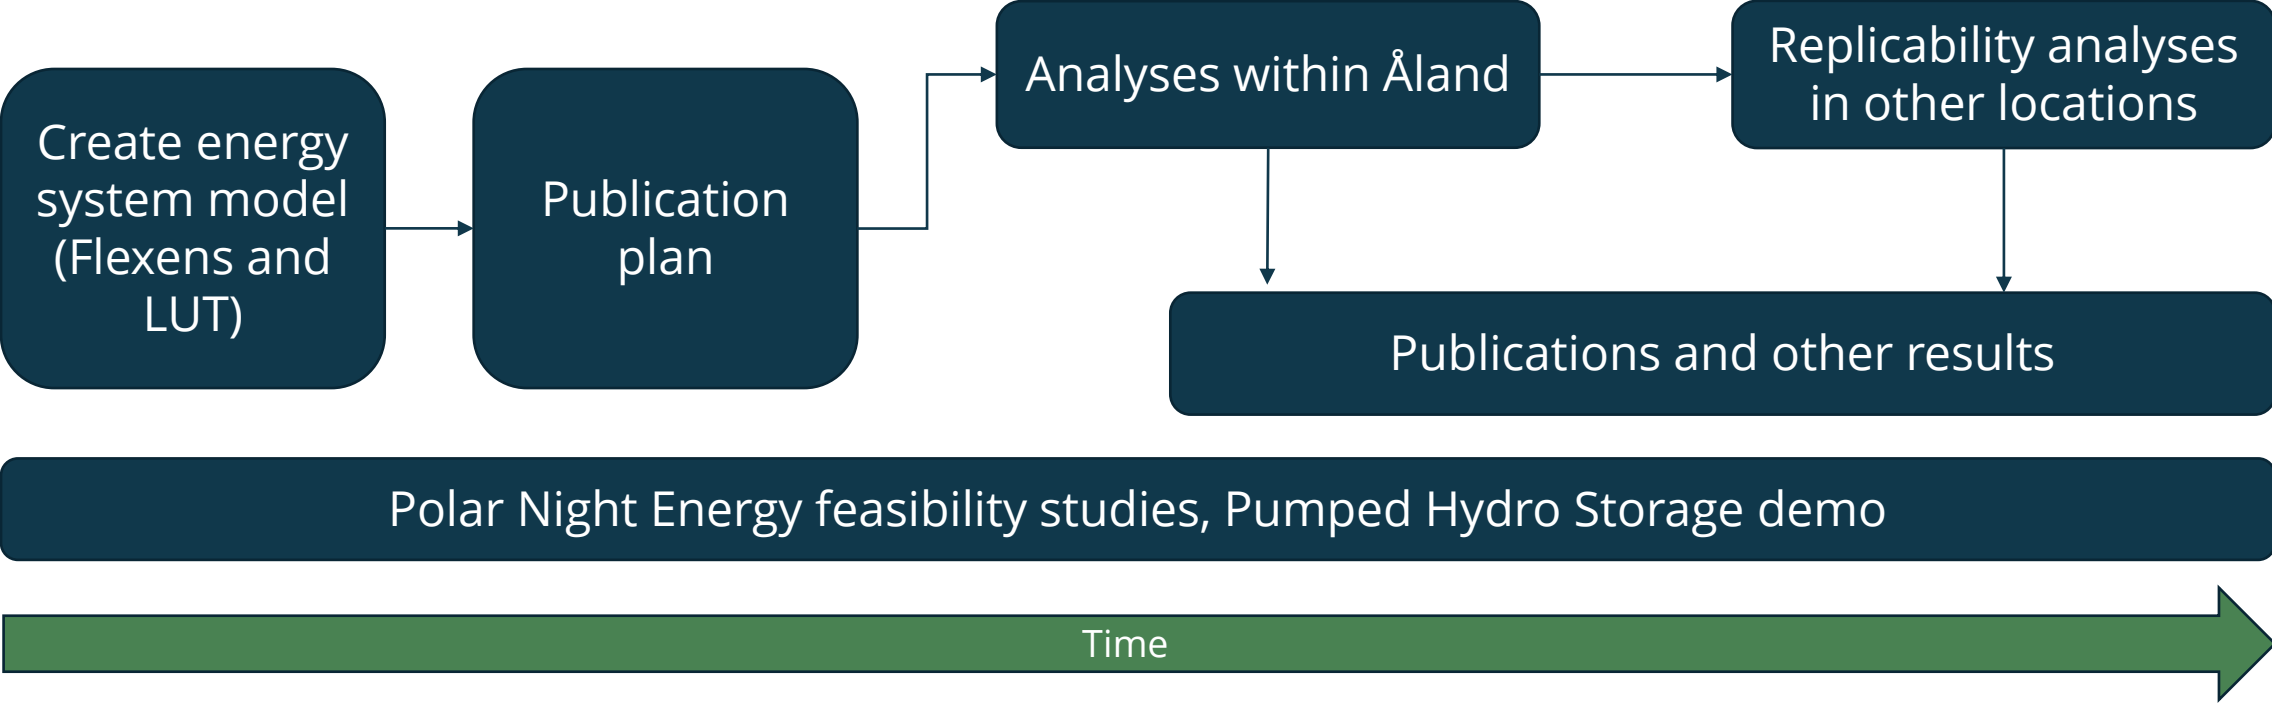 Create energy
system model
(Flexens and
LUT)
Publication
plan
Analyses within Åland
Replicability analyses
in other locations
Publications and other results
Polar Night Energy feasibility studies, Pumped Hydro Storage demo
Time